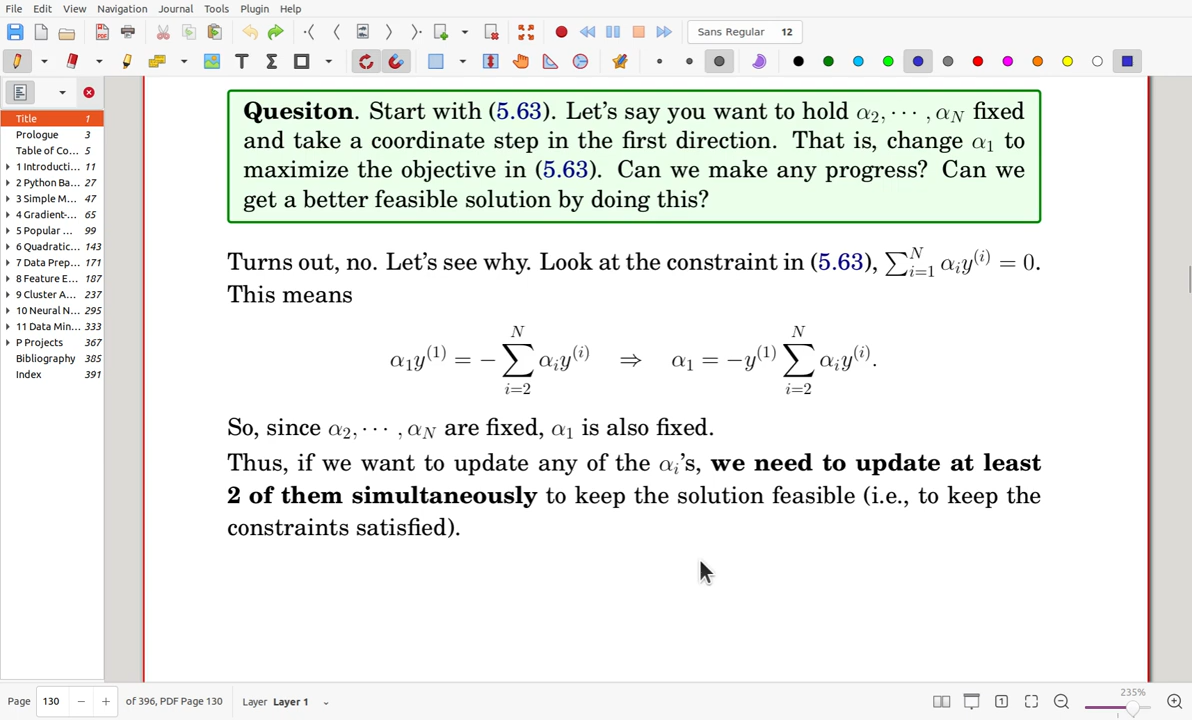 File Edit View Navigation Journal Tools Plugin Help
Sans Regular 12
Title 1
Prologue 3
Table of Co... 5
1 Introducti... 11
2 Python Ba... 27
3 Simple M... 47
4 Gradient-... 65
5 Popular ... 99
6 Quadratic... 143
7 Data Prep... 171
8 Feature E... 187
9 Cluster A... 237
10 Neural N... 295
11 Data Min... 333
P Projects 367
Bibliography 385
Index 391
Quesiton. Start with (5.63). Let's say you want to hold α₂, ⋯ , α_N fixed
and take a coordinate step in the first direction. That is, change α₁ to
maximize the objective in (5.63). Can we make any progress? Can we
get a better feasible solution by doing this?
Turns out, no. Let's see why. Look at the constraint in (5.63), ∑_{i=1}^N α_i y^{(i)} = 0.
This means
α₁y^{(1)} = − ∑_{i=2}^N α_i y^{(i)} ⇒ α₁ = −y^{(1)} ∑_{i=2}^N α_i y^{(i)}.
So, since α₂, ⋯ , α_N are fixed, α₁ is also fixed.
Thus, if we want to update any of the α_i's, we need to update at least
2 of them simultaneously to keep the solution feasible (i.e., to keep the
constraints satisfied).
Page 130 − + of 396, PDF Page 130 Layer Layer 1 235%